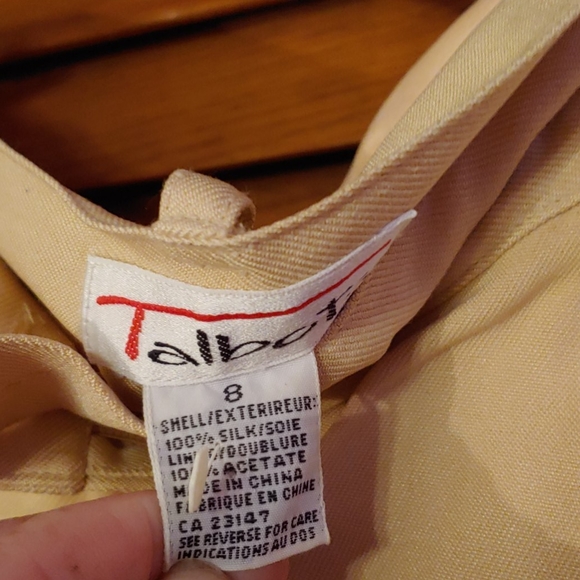 Talbots
8
SHELL/EXTERIREUR:
100% SILK/SOIE
LINING/DOUBLURE
100% ACETATE
MADE IN CHINA
FABRIQUE EN CHINE
CA 23147
SEE REVERSE FOR CARE
INDICATIONS AU DOS